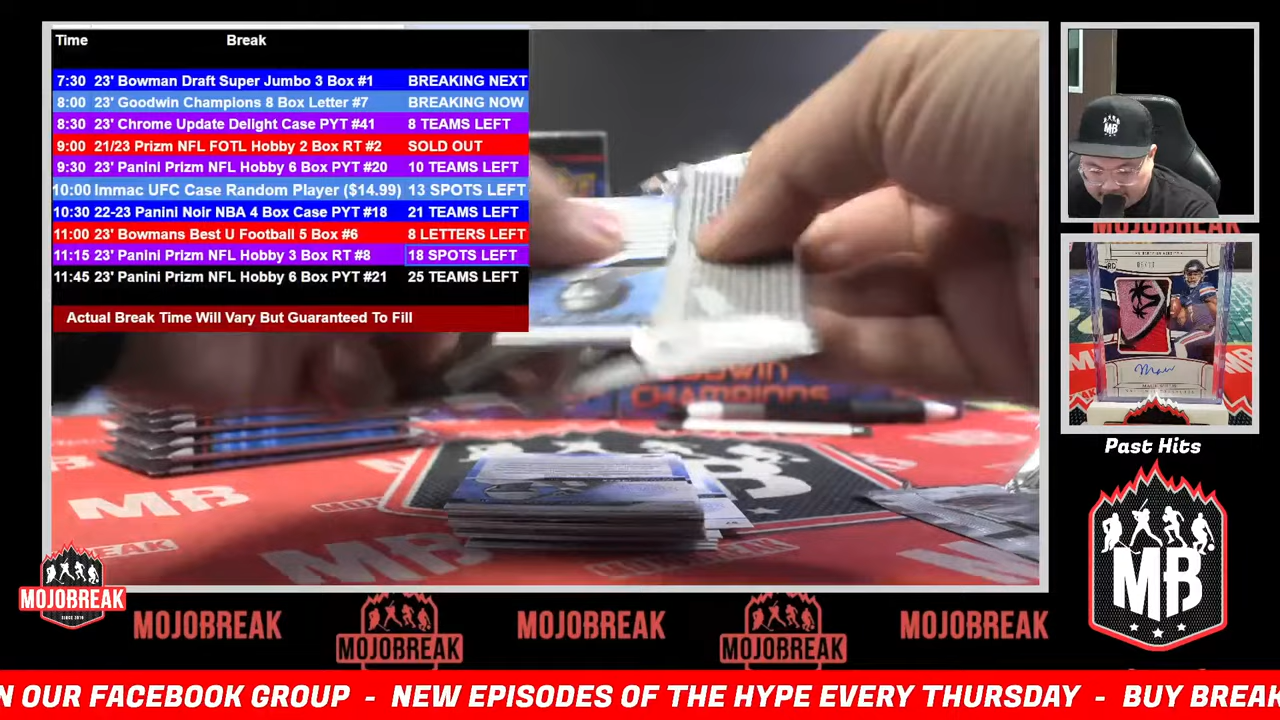 Time Break
7:30 23' Bowman Draft Super Jumbo 3 Box #1 BREAKING NEXT
8:00 23' Goodwin Champions 8 Box Letter #7 BREAKING NOW
8:30 23' Chrome Update Delight Case PYT #41 8 TEAMS LEFT
9:00 21/23 Prizm NFL FOTL Hobby 2 Box RT #2 SOLD OUT
9:30 23' Panini Prizm NFL Hobby 6 Box PYT #20 10 TEAMS LEFT
10:00 Immac UFC Case Random Player ($14.99) 13 SPOTS LEFT
10:30 22-23 Panini Noir NBA 4 Box Case PYT #18 21 TEAMS LEFT
11:00 23' Bowmans Best U Football 5 Box #6 8 LETTERS LEFT
11:15 23' Panini Prizm NFL Hobby 3 Box RT #8 18 SPOTS LEFT
11:45 23' Panini Prizm NFL Hobby 6 Box PYT #21 25 TEAMS LEFT
Actual Break Time Will Vary But Guaranteed To Fill
MB
GOODWIN
CHAMPIONS
MB
MB
Past Hits
MB
MOJOBREAK
MOJOBREAK
MOJOBREAK
MOJOBREAK
MOJOBREAK
MOJOBREAK
N OUR FACEBOOK GROUP - NEW EPISODES OF THE HYPE EVERY THURSDAY - BUY BREAK